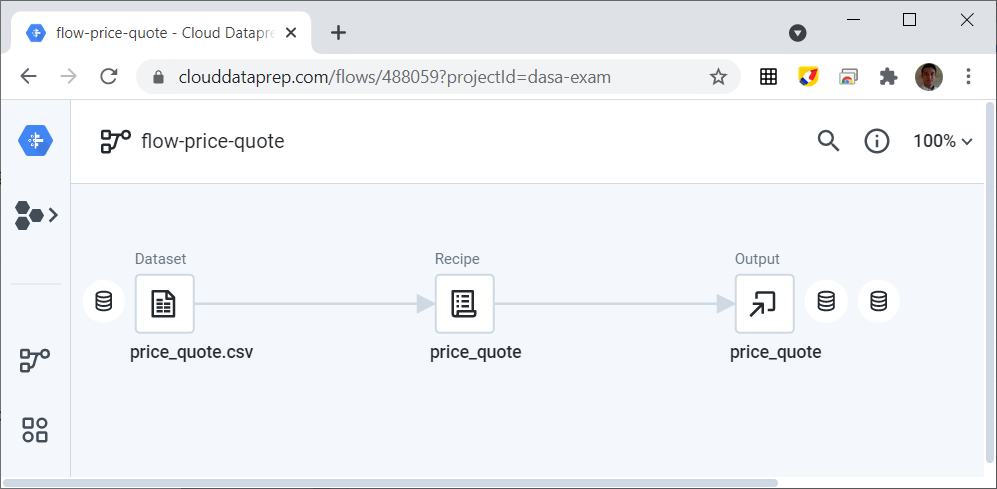 flow-price-quote - Cloud Datapre
clouddataprep.com/flows/488059?projectId=dasa-exam
flow-price-quote
100%
Dataset
Recipe
Output
price_quote.csv
price_quote
price_quote